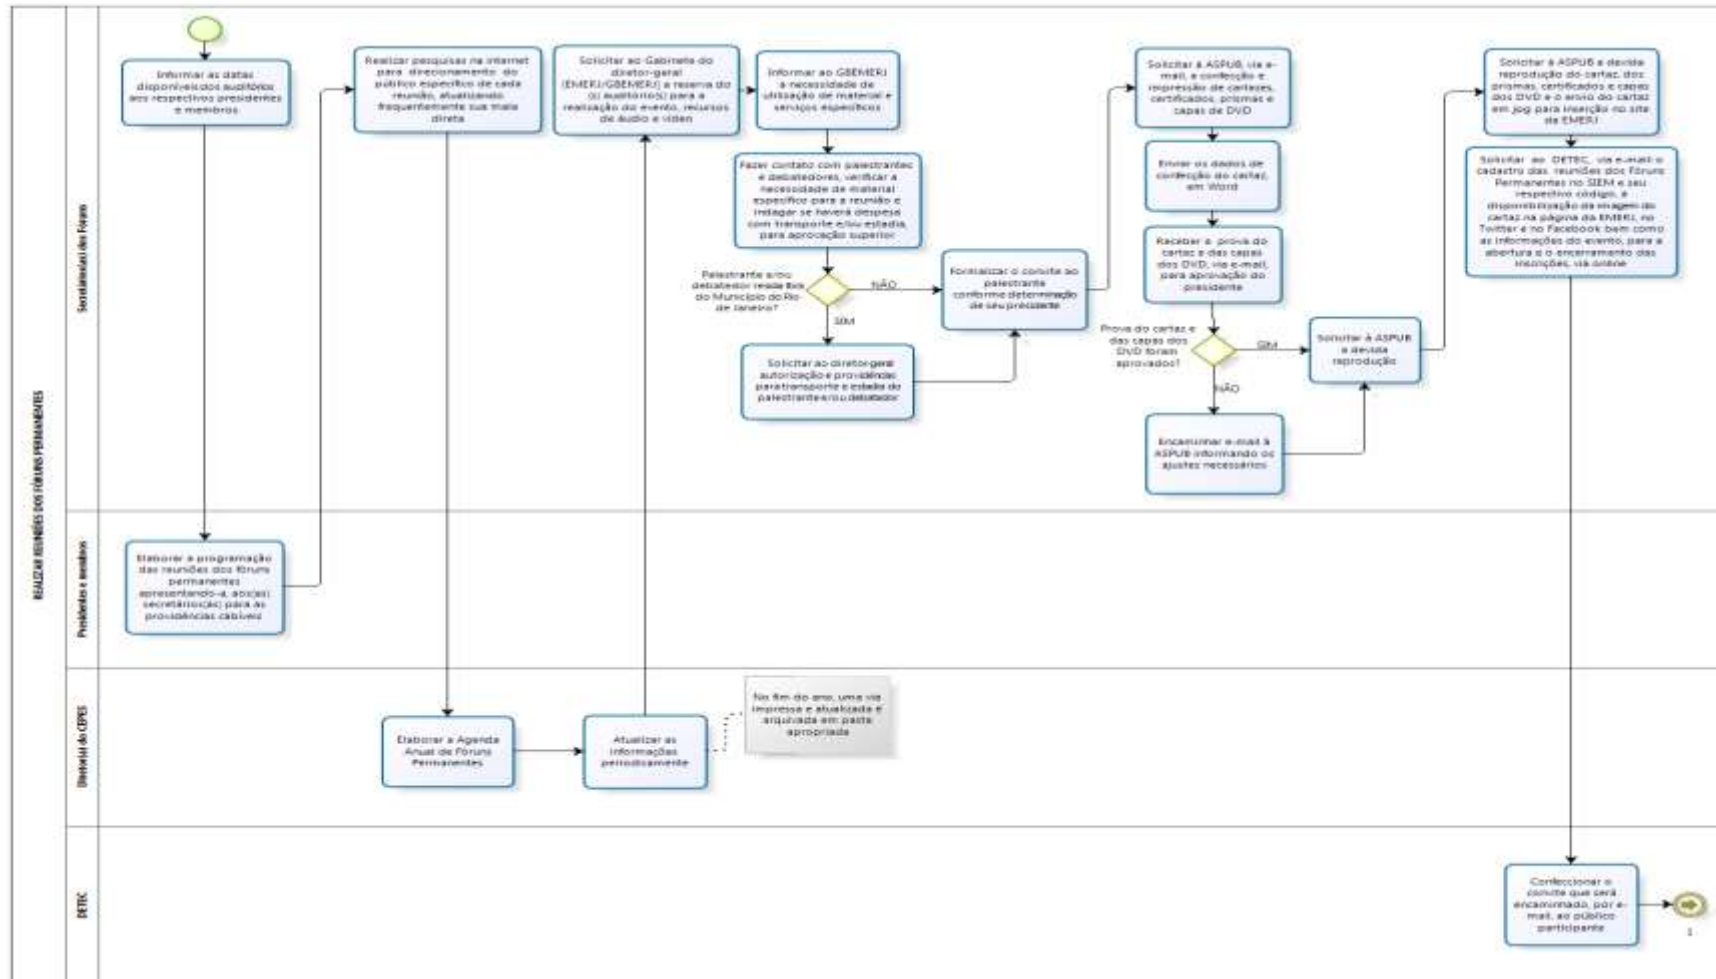 REALIZAR REUNIÕES DOS FÓRUNS PERMANENTES
Secretários(as) dos Fóruns
Informar as datas
disponíveis dos auditórios
aos respectivos presidentes
e membros
Realizar pesquisas na internet
para direcionamento do
público específico de cada
reunião, atualizando
frequentemente sua mala
direta
Solicitar ao Gabinete do
diretor-geral
(EMERJ/GBEMERJ) a reserva do
(s) auditório(s) para a
realização do evento, recursos
de áudio e vídeo
Informar ao GBEMERJ
a necessidade de
utilização de material e
serviços específicos
Fazer contato com palestrantes
e debatedores, verificar a
necessidade de material
específico para a reunião e
indagar se haverá despesa
com transporte e/ou estadia,
para aprovação superior
Palestrante e/ou
debatedor reside fora
do Município do Rio
de Janeiro?
NÃO
SIM
Solicitar ao diretor-geral
autorização e providências
para transporte e estadia do
palestrante e/ou debatedor
Formalizar o convite ao
palestrante
conforme determinação
de seu presidente
Solicitar à ASPUB, via e-
mail, a confecção e
impressão de cartazes,
certificados, prismas e
capas de DVD
Enviar os dados de
confecção do cartaz,
em Word
Receber a prova do
cartaz e das capas
dos DVD, via e-mail,
para aprovação do
presidente
Prova do cartaz e
das capas dos
DVD foram
aprovados?
SIM
NÃO
Encaminhar e-mail à
ASPUB informando os
ajustes necessários
Solicitar à ASPUB
a devida
reprodução
Solicitar à ASPUB a devida
reprodução do cartaz, dos
prismas, certificados e capas
dos DVD e o envio do cartaz
em jpg para inserção no site
da EMERJ
Solicitar ao DETEC, via e-mail o
cadastro das reuniões dos Fóruns
Permanentes no SIEM e seu
respectivo código, a
disponibilização da imagem do
cartaz na página da EMERJ, no
Twitter e no Facebook bem como
as informações do evento, para a
abertura e o encerramento das
inscrições, via online
Presidentes e membros
Elaborar a programação
das reuniões dos fóruns
permanentes
apresentando-a, aos(as)
secretários(as) para as
providências cabíveis
Diretor(a) do CEPES
Elaborar a Agenda
Anual de Fóruns
Permanentes
Atualizar as
informações
periodicamente
No fim do ano, uma via
impressa e atualizada é
arquivada em pasta
apropriada
DETEC
Confeccionar o
convite que será
encaminhado, por e-
mail, ao público
participante
1